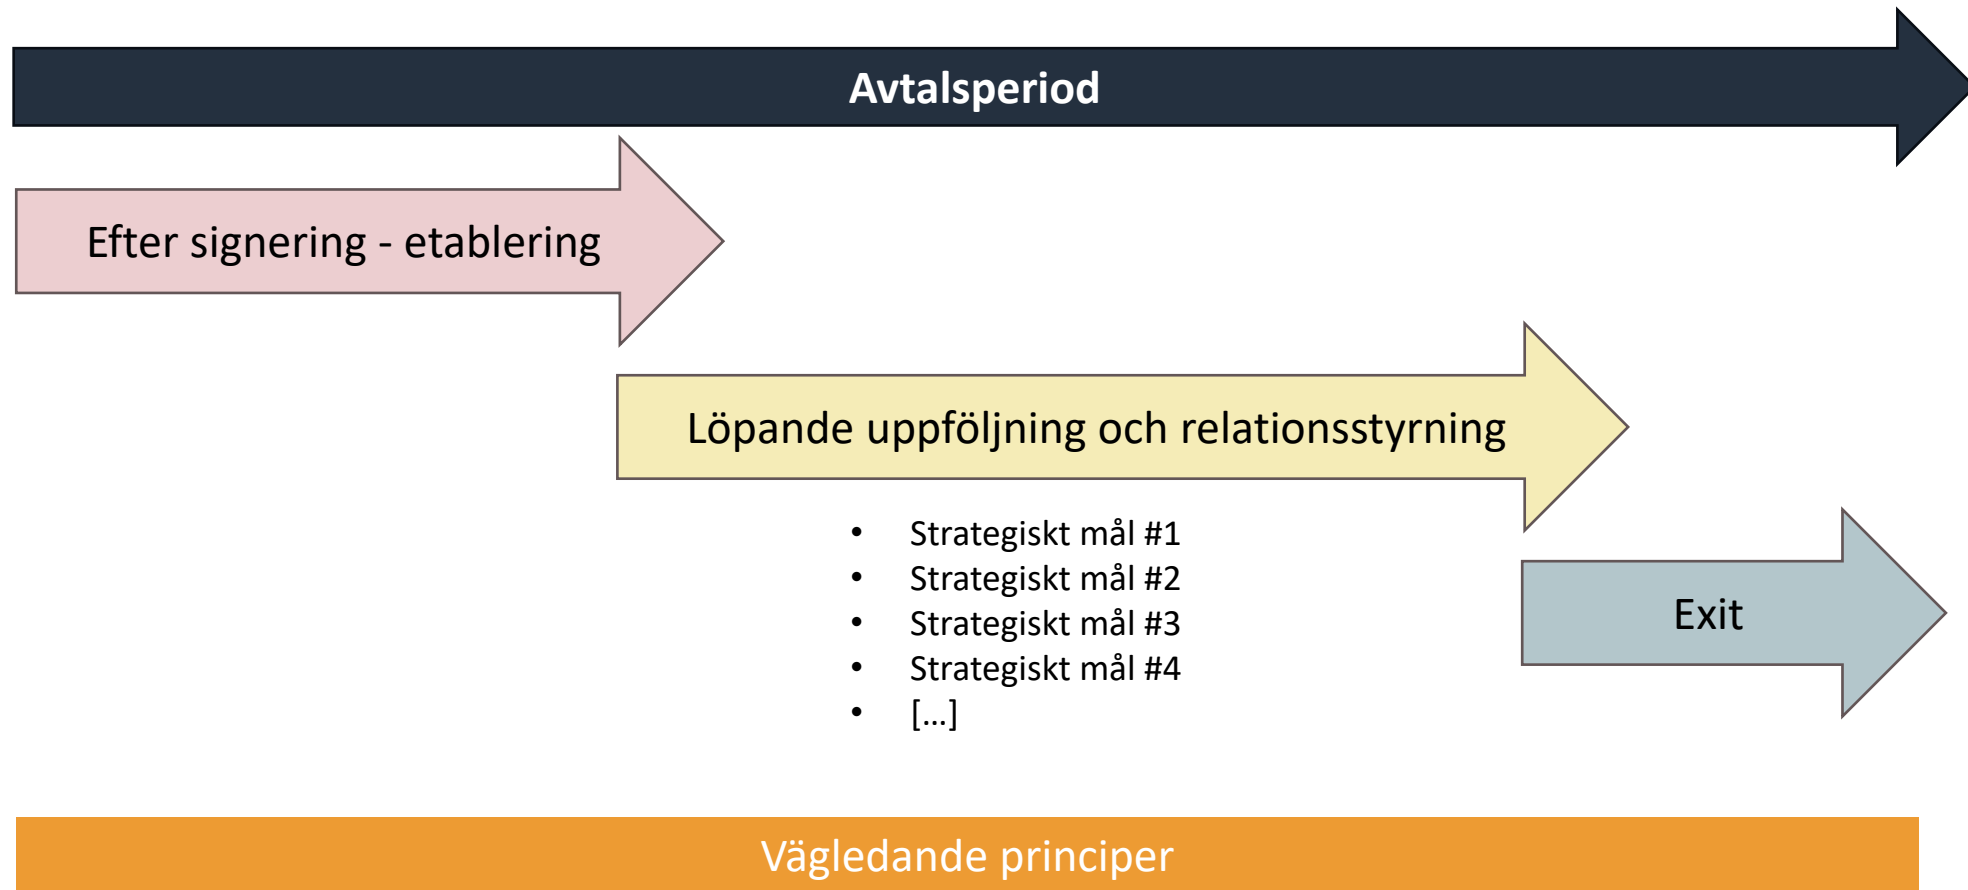 Avtalsperiod
Efter signering - etablering
Löpande uppföljning och relationsstyrning
• Strategiskt mål #1
• Strategiskt mål #2
• Strategiskt mål #3
• Strategiskt mål #4
• […]
Exit
Vägledande principer